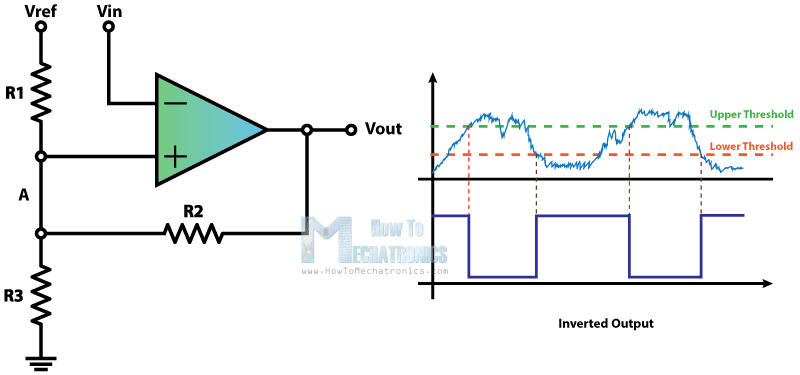 Vref
Vin
R1
Vout
A
R2
R3
How To
MECHATRONICS
www.HowToMechatronics.com
Upper Threshold
Lower Threshold
Inverted Output